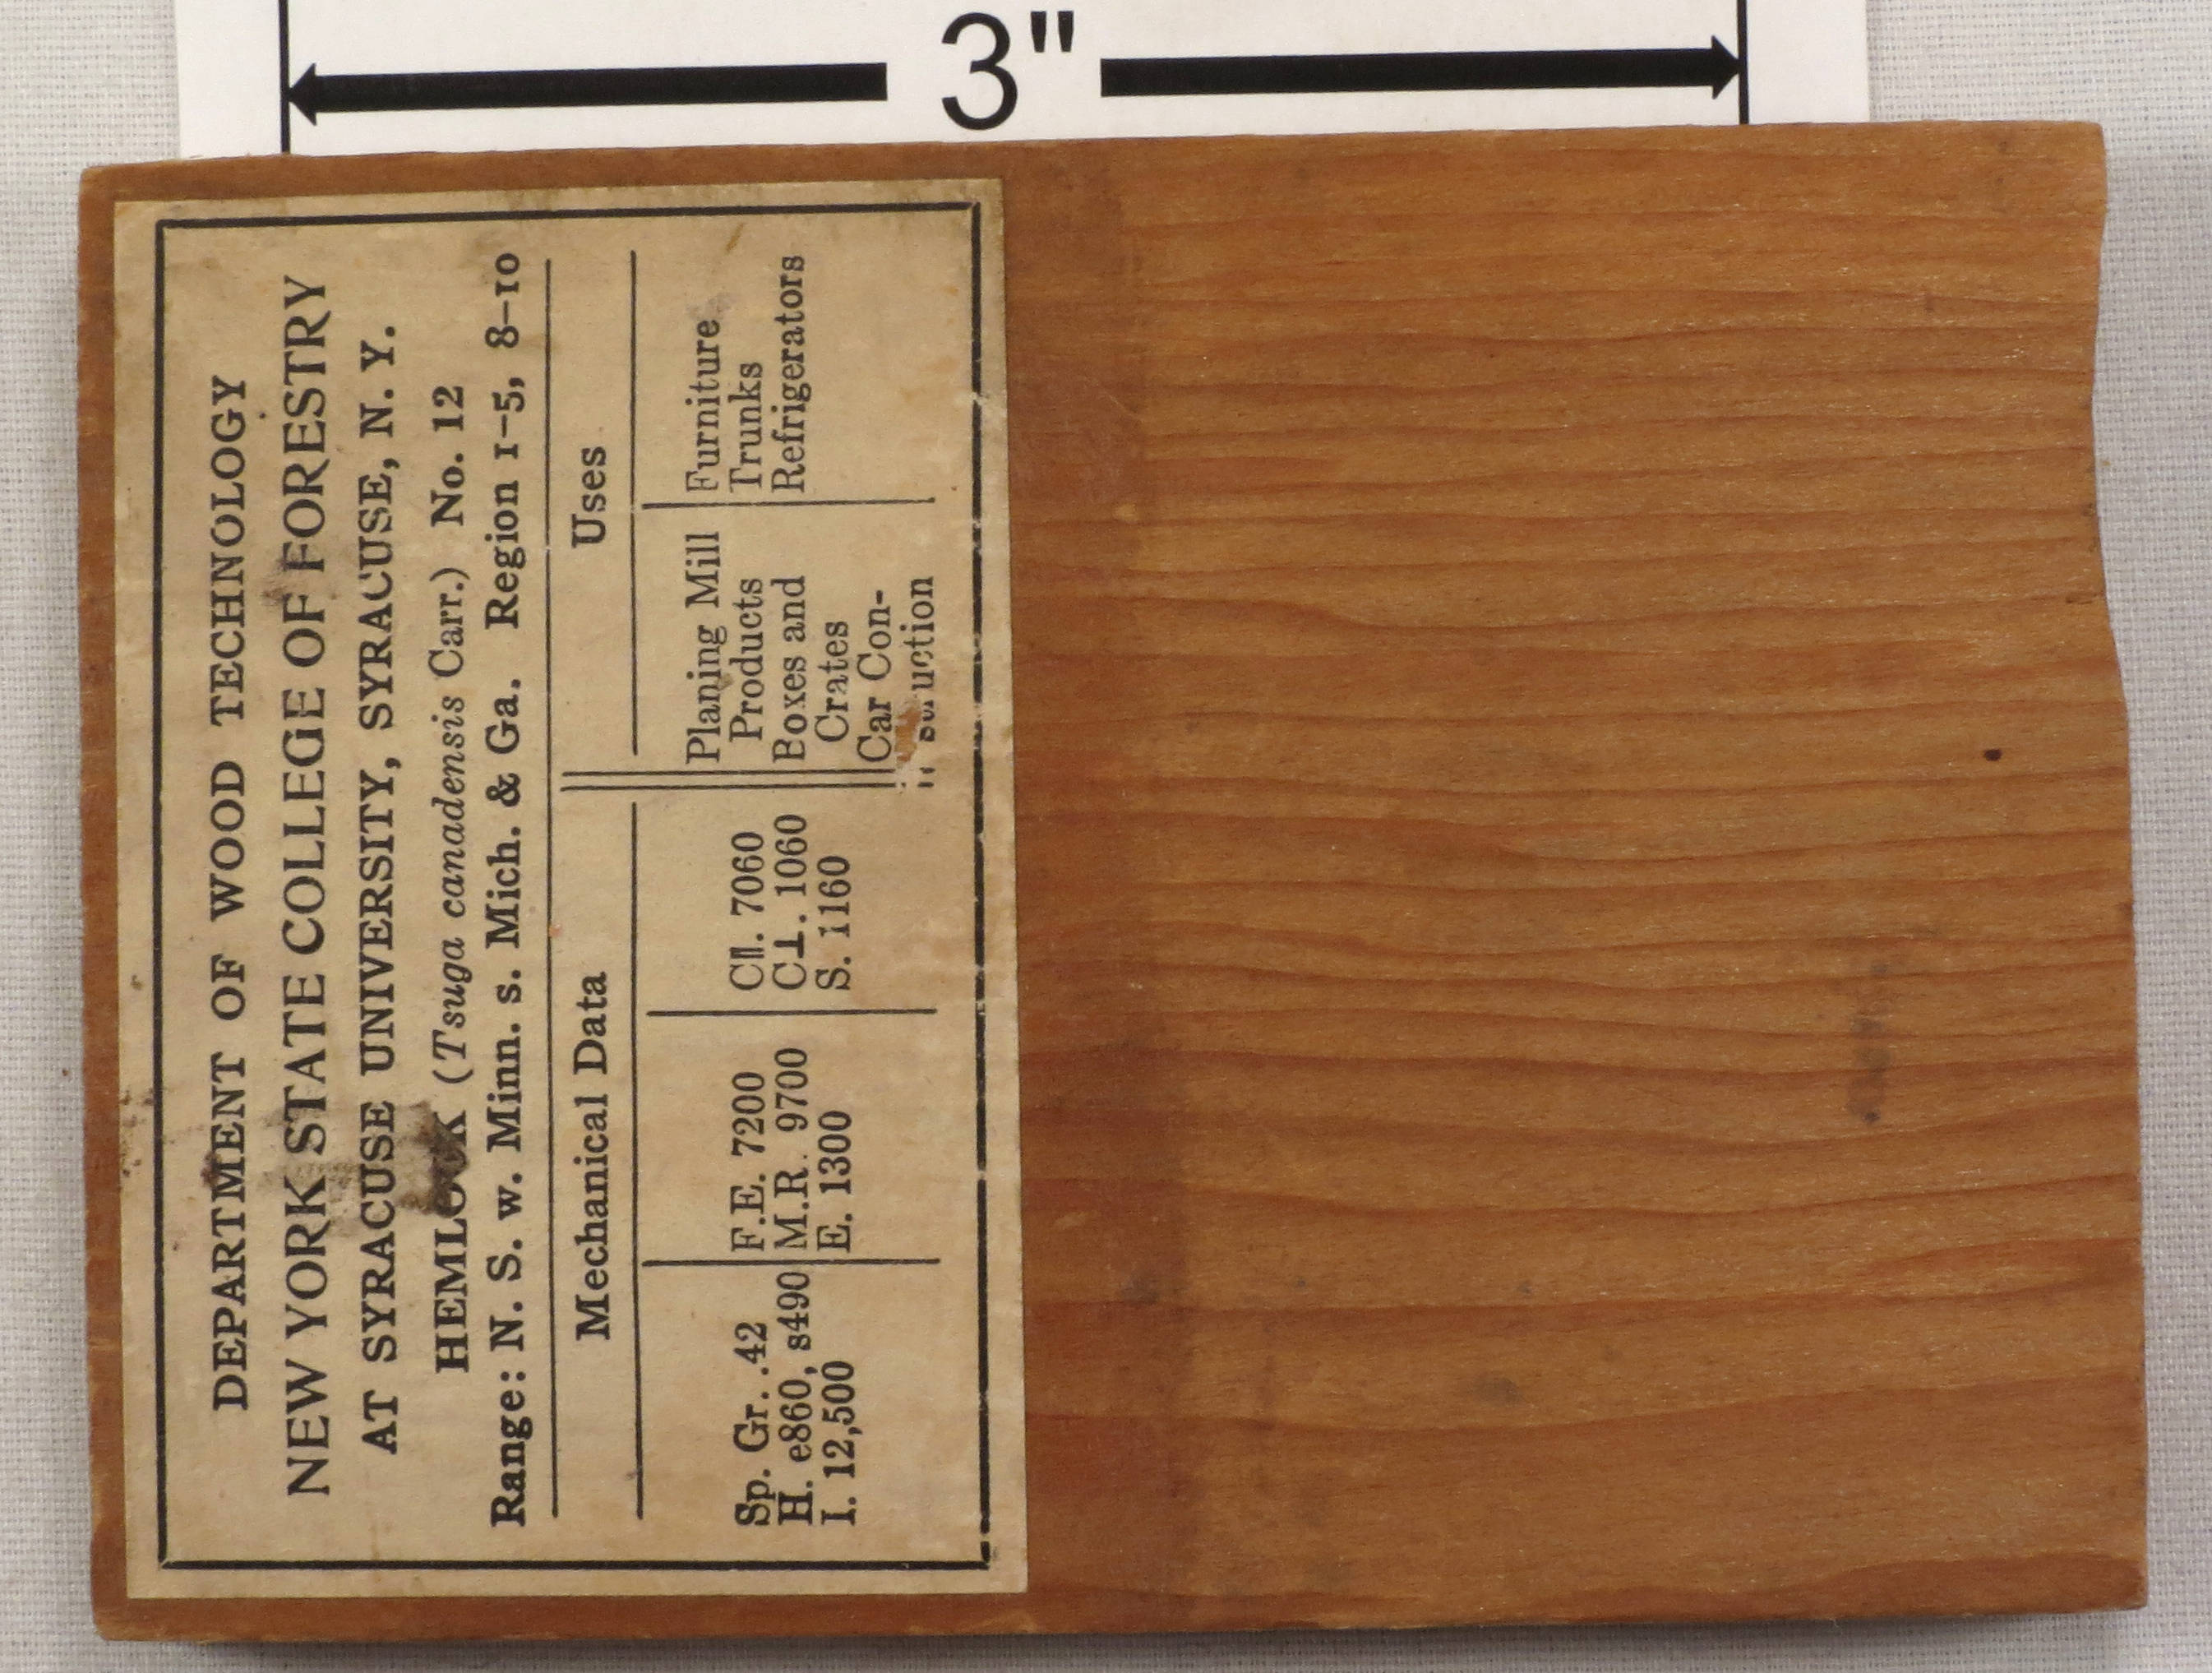 3"
DEPARTMENT OF WOOD TECHNOLOGY
NEW YORK STATE COLLEGE OF FORESTRY
AT SYRACUSE UNIVERSITY, SYRACUSE, N. Y.
HEMLOCK (Tsuga canadensis Carr.) No. 12
Range: N. S. w. Minn. s. Mich. & Ga. Region 1-5, 8-10
Mechanical Data
Sp. Gr. .42
H. e860, s490
I. 12,500
F.E. 7200
M.R. 9700
E. 1300
C||. 7060
C⊥. 1060
S. 1160
Uses
Planing Mill
Products
Boxes and
Crates
Car Con-
struction
Furniture
Trunks
Refrigerators